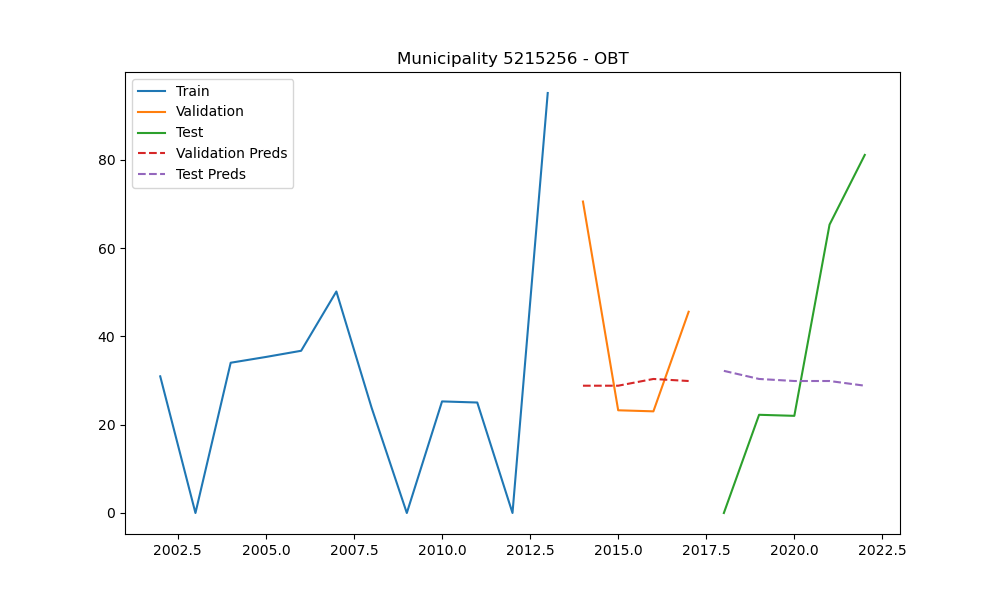 Municipality 5215256 - OBT
Train
Validation
Test
Validation Preds
Test Preds
80
60
40
20
0
2002.5 2005.0 2007.5 2010.0 2012.5 2015.0 2017.5 2020.0 2022.5